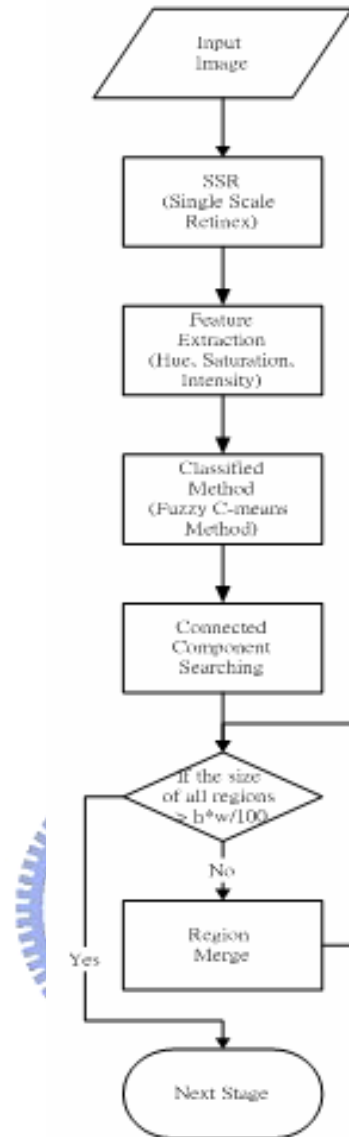 Input
Image
SSR
(Single Scale
Retinex)
Feature
Extraction
(Hue, Saturation,
Intensity)
Classified
Method
(Fuzzy C-means
Method)
Connected
Component
Searching
If the size
of all regions
> h*w/100
No
Region
Merge
Yes
Next Stage